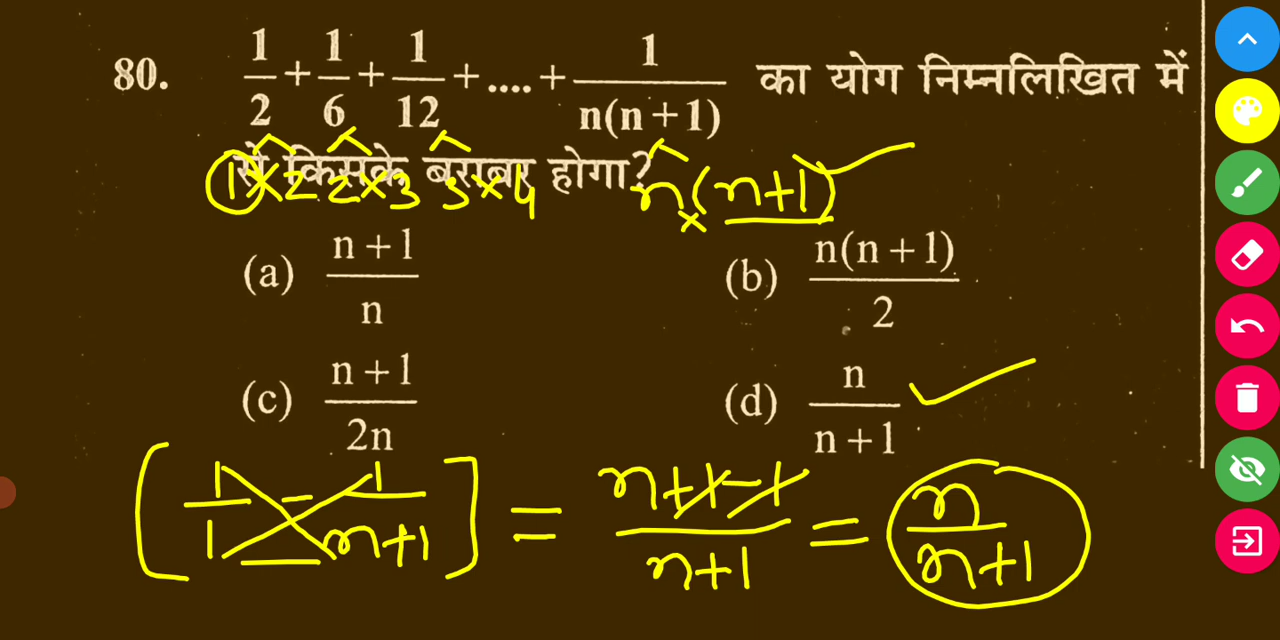 80. 1/2 + 1/6 + 1/12 + .... + 1/n(n+1) का योग निम्नलिखित में
से किसके बराबर होगा?
1×2 2×3 3×4 n×(n+1)
(a) n+1/n (b) n(n+1)/2
(c) n+1/2n (d) n/n+1
[1/1 - 1/n+1] = n+1-1/n+1 = n/n+1